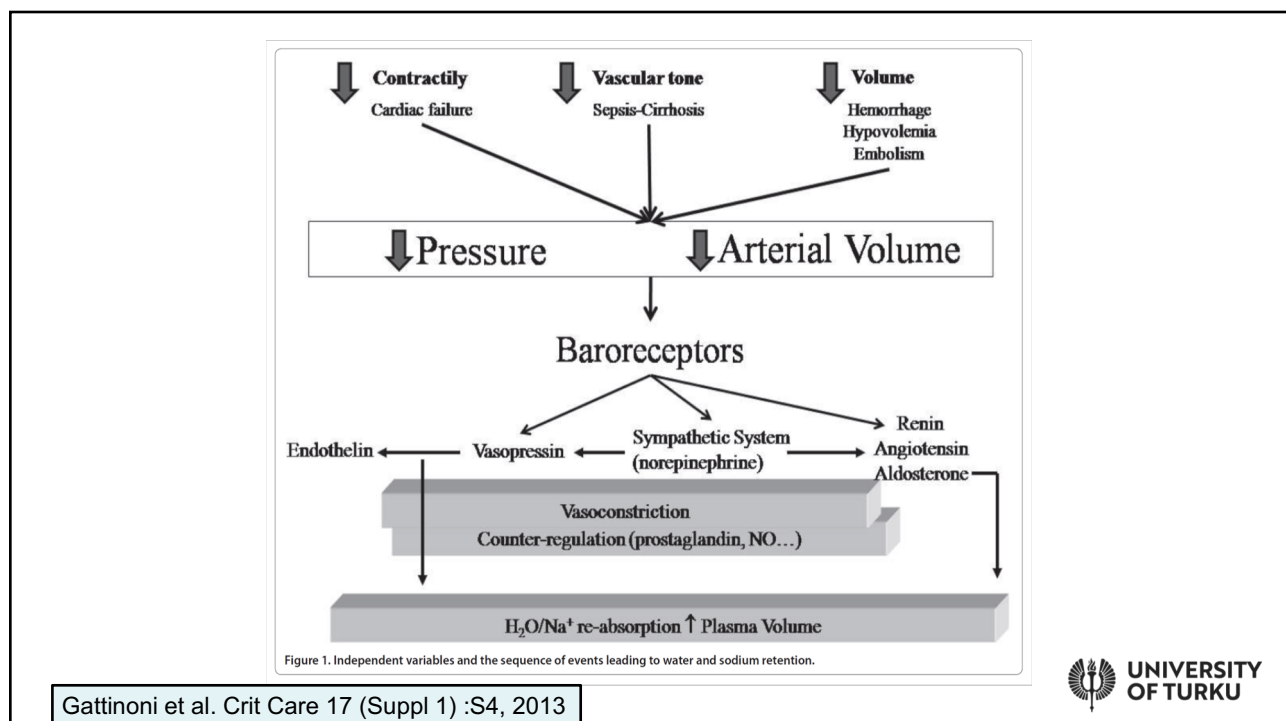 Contractily
Cardiac failure
Vascular tone
Sepsis-Cirrhosis
Volume
Hemorrhage
Hypovolemia
Embolism
Pressure
Arterial Volume
Baroreceptors
Endothelin
Vasopressin
Sympathetic System
(norepinephrine)
Renin
Angiotensin
Aldosterone
Vasoconstriction
Counter-regulation (prostaglandin, NO…)
H₂O/Na⁺ re-absorption ↑ Plasma Volume
Figure 1. Independent variables and the sequence of events leading to water and sodium retention.
Gattinoni et al. Crit Care 17 (Suppl 1) :S4, 2013
UNIVERSITY
OF TURKU